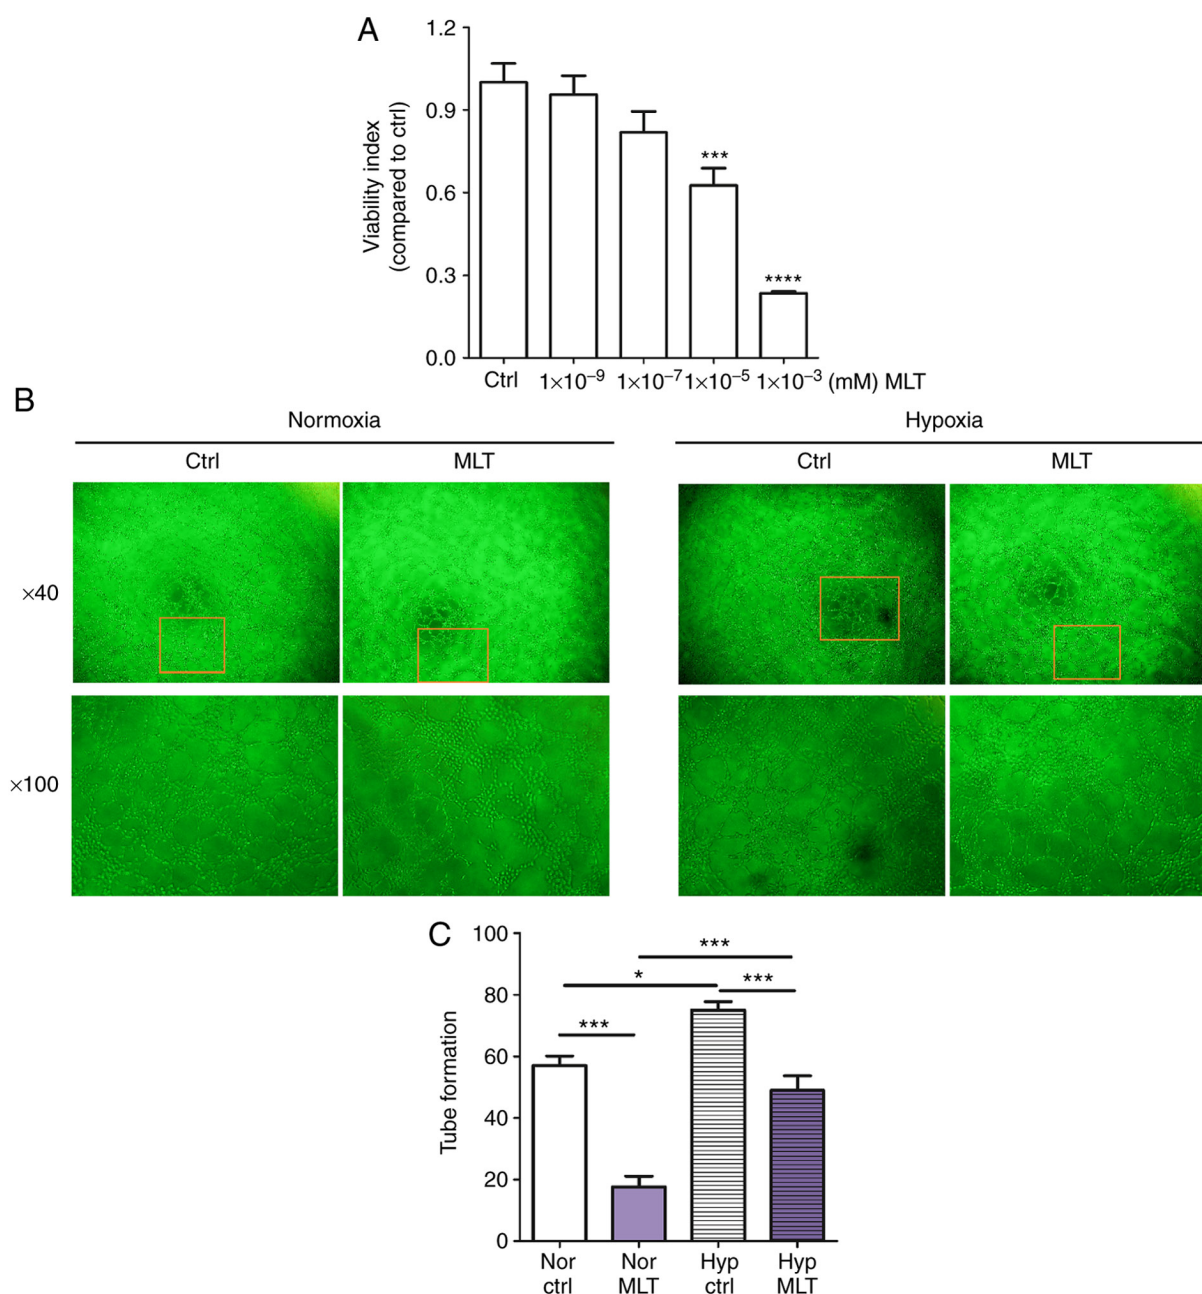 A
Viability index
(compared to ctrl)
1.2
0.9
0.6
0.3
0.0
***
****
Ctrl 1×10⁻⁹ 1×10⁻⁷ 1×10⁻⁵ 1×10⁻³ (mM) MLT
B
Normoxia Hypoxia
Ctrl MLT Ctrl MLT
×40
×100
C
Tube formation
100
80
60
40
20
0
***
*
***
***
Nor ctrl
Nor MLT
Hyp ctrl
Hyp MLT